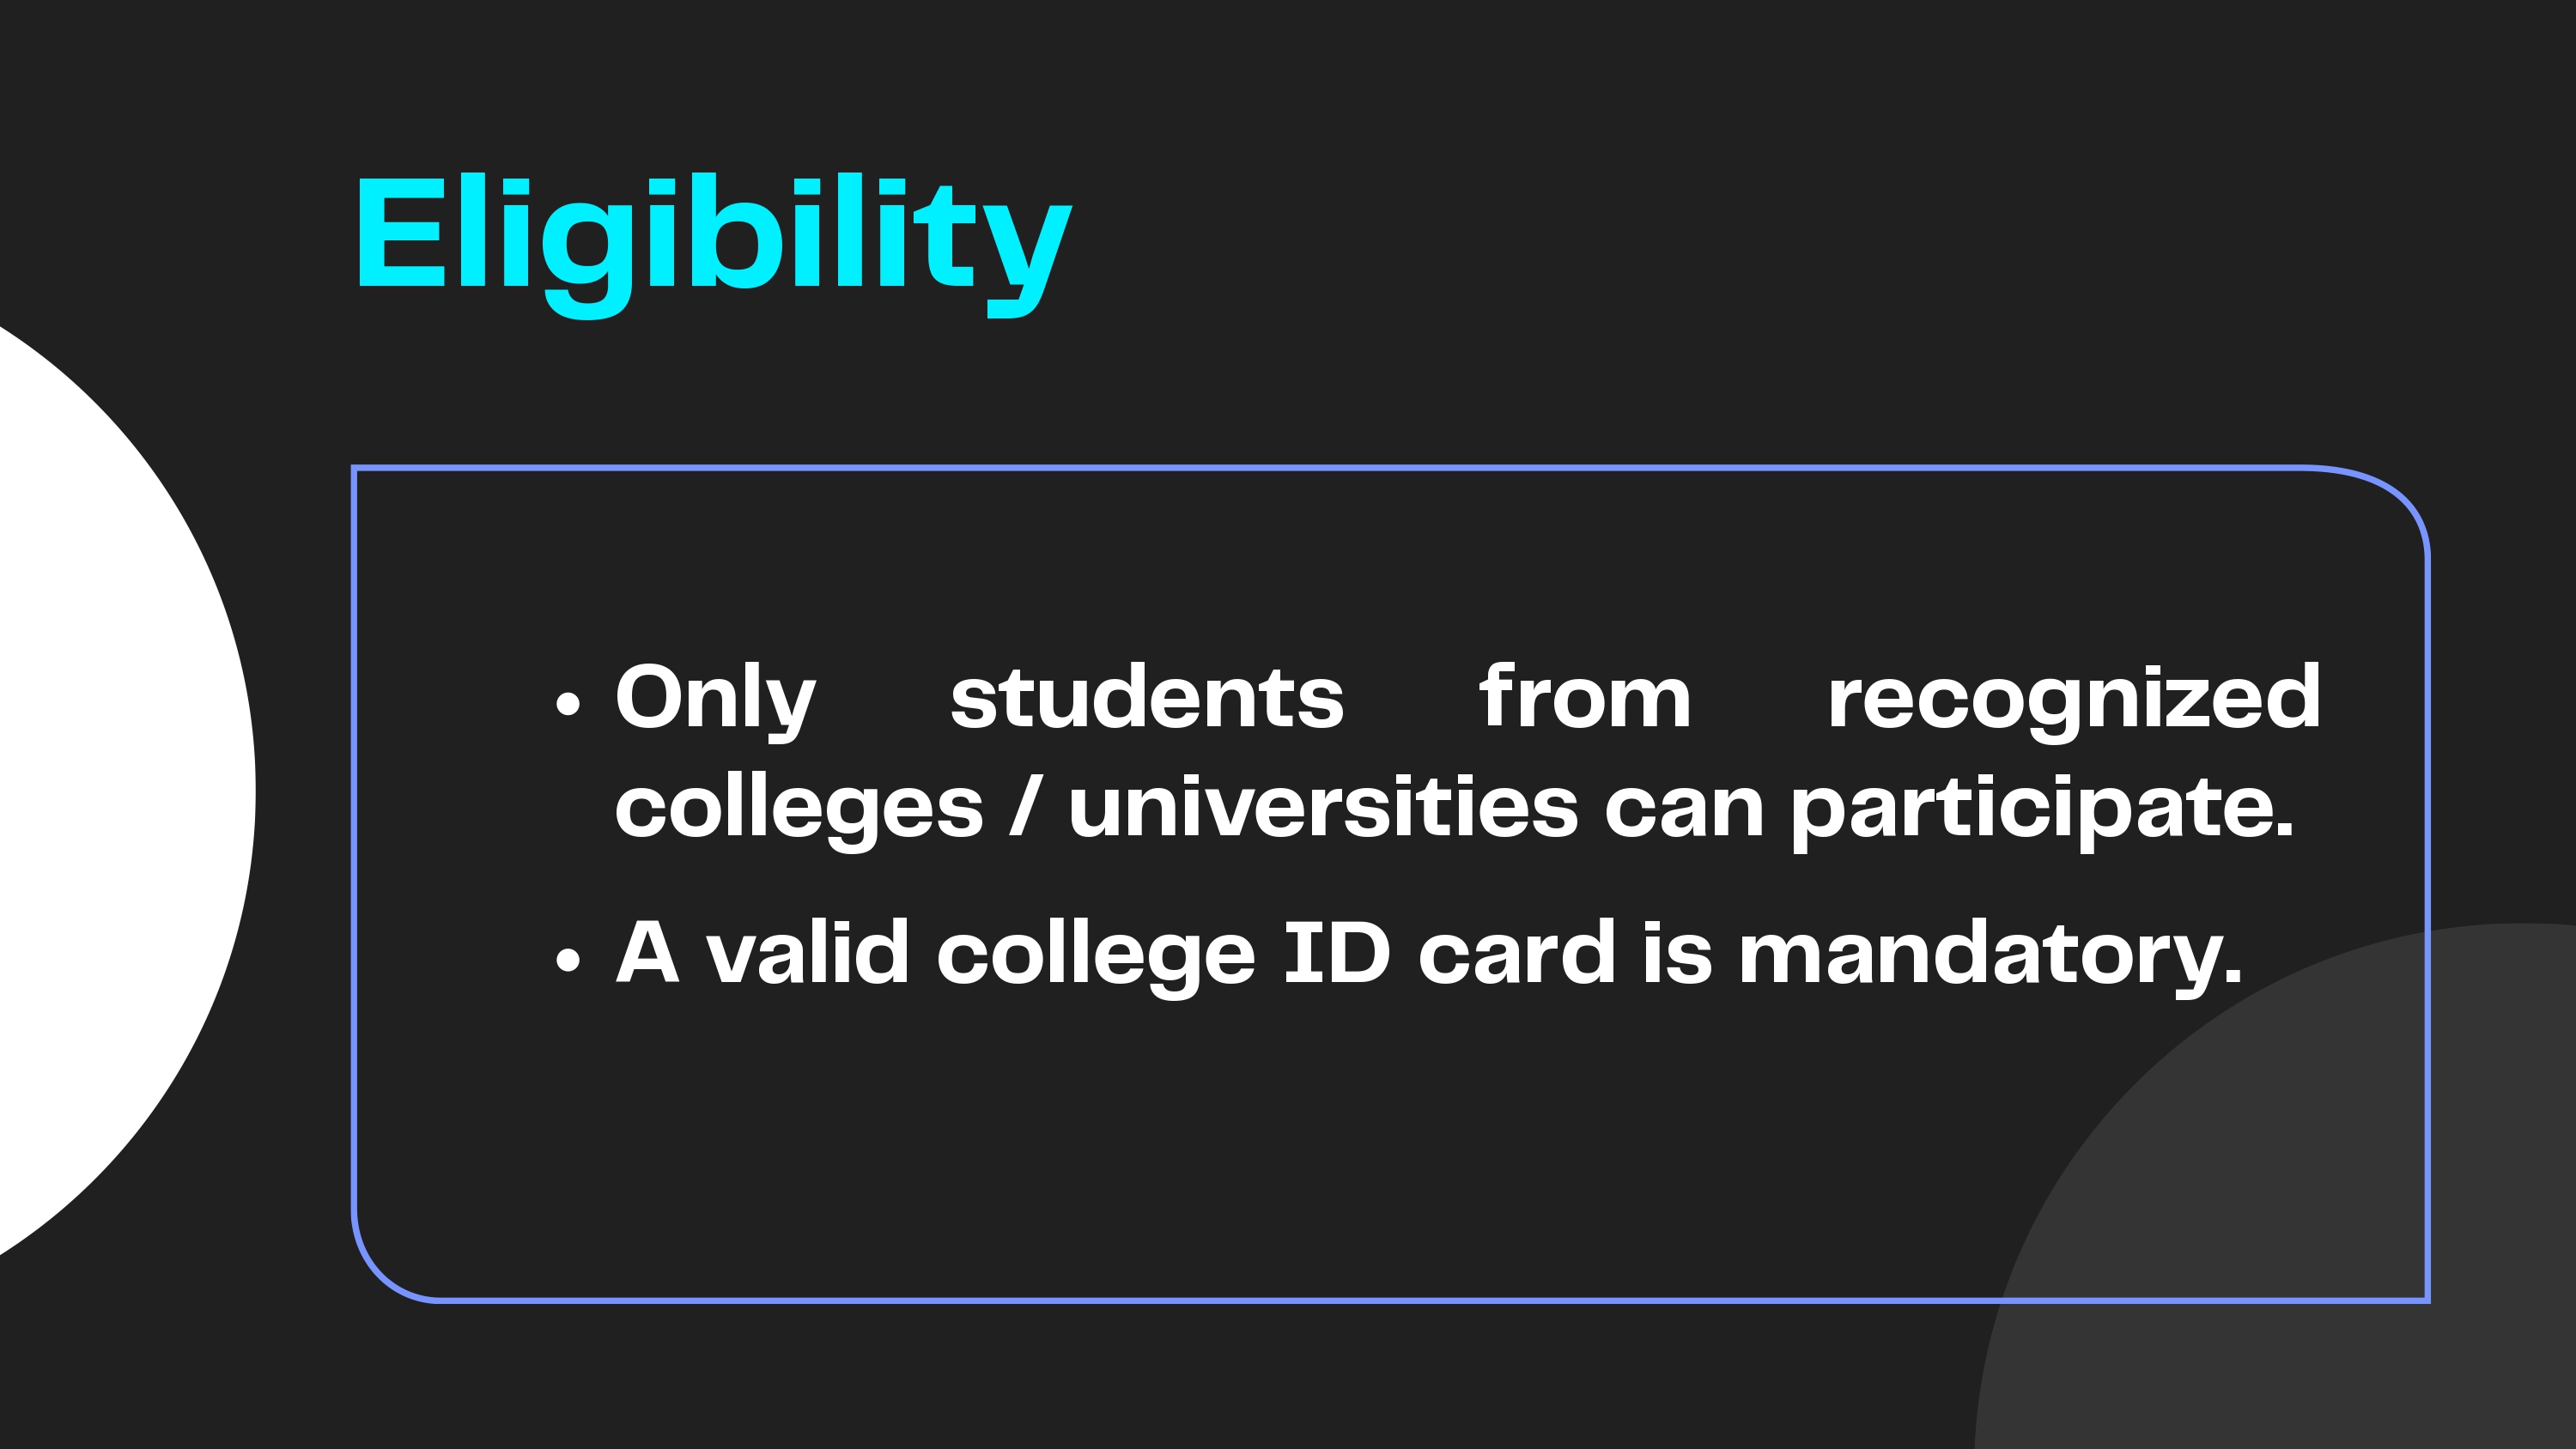 Eligibility
• Only students from recognized
colleges / universities can participate.
• A valid college ID card is mandatory.